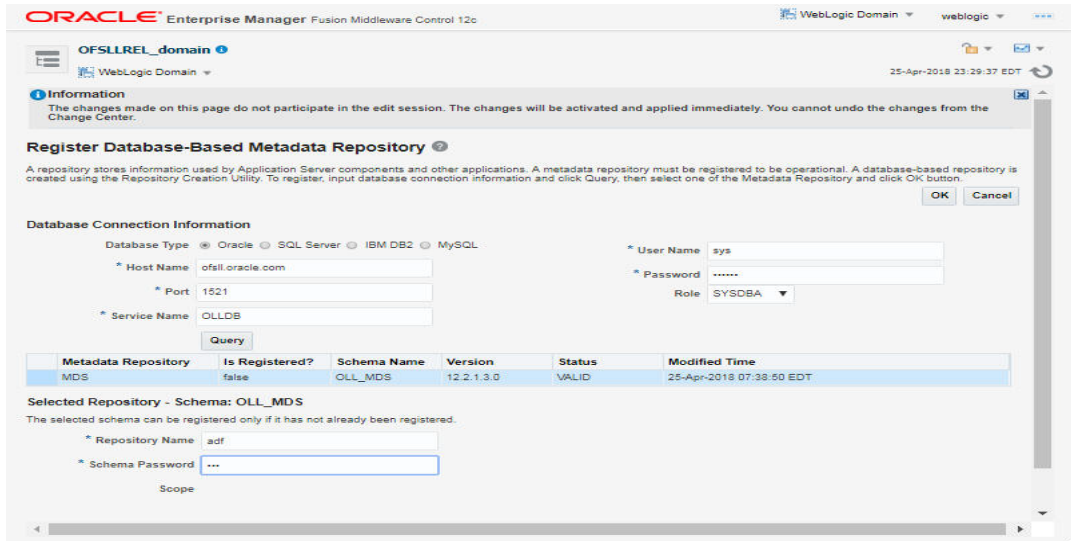 ORACLE® Enterprise Manager Fusion Middleware Control 12c
WebLogic Domain
weblogic
OFSLLREL_domain
WebLogic Domain
25-Apr-2018 23:29:37 EDT
Information
The changes made on this page do not participate in the edit session. The changes will be activated and applied immediately. You cannot undo the changes from the
Change Center.
Register Database-Based Metadata Repository
A repository stores information used by Application Server components and other applications. A metadata repository must be registered to be operational. A database-based repository is
created using the Repository Creation Utility. To register, input database connection information and click Query, then select one of the Metadata Repository and click OK button.
OK Cancel
Database Connection Information
Database Type Oracle SQL Server IBM DB2 MySQL
* Host Name ofsll.oracle.com
* Port 1521
* Service Name OLLDB
* User Name sys
* Password ••••••
Role SYSDBA
Query
Metadata Repository Is Registered? Schema Name Version Status Modified Time
MDS false OLL_MDS 12.2.1.3.0 VALID 25-Apr-2018 07:38:50 EDT
Selected Repository - Schema: OLL_MDS
The selected schema can be registered only if it has not already been registered.
* Repository Name adf
* Schema Password •••
Scope